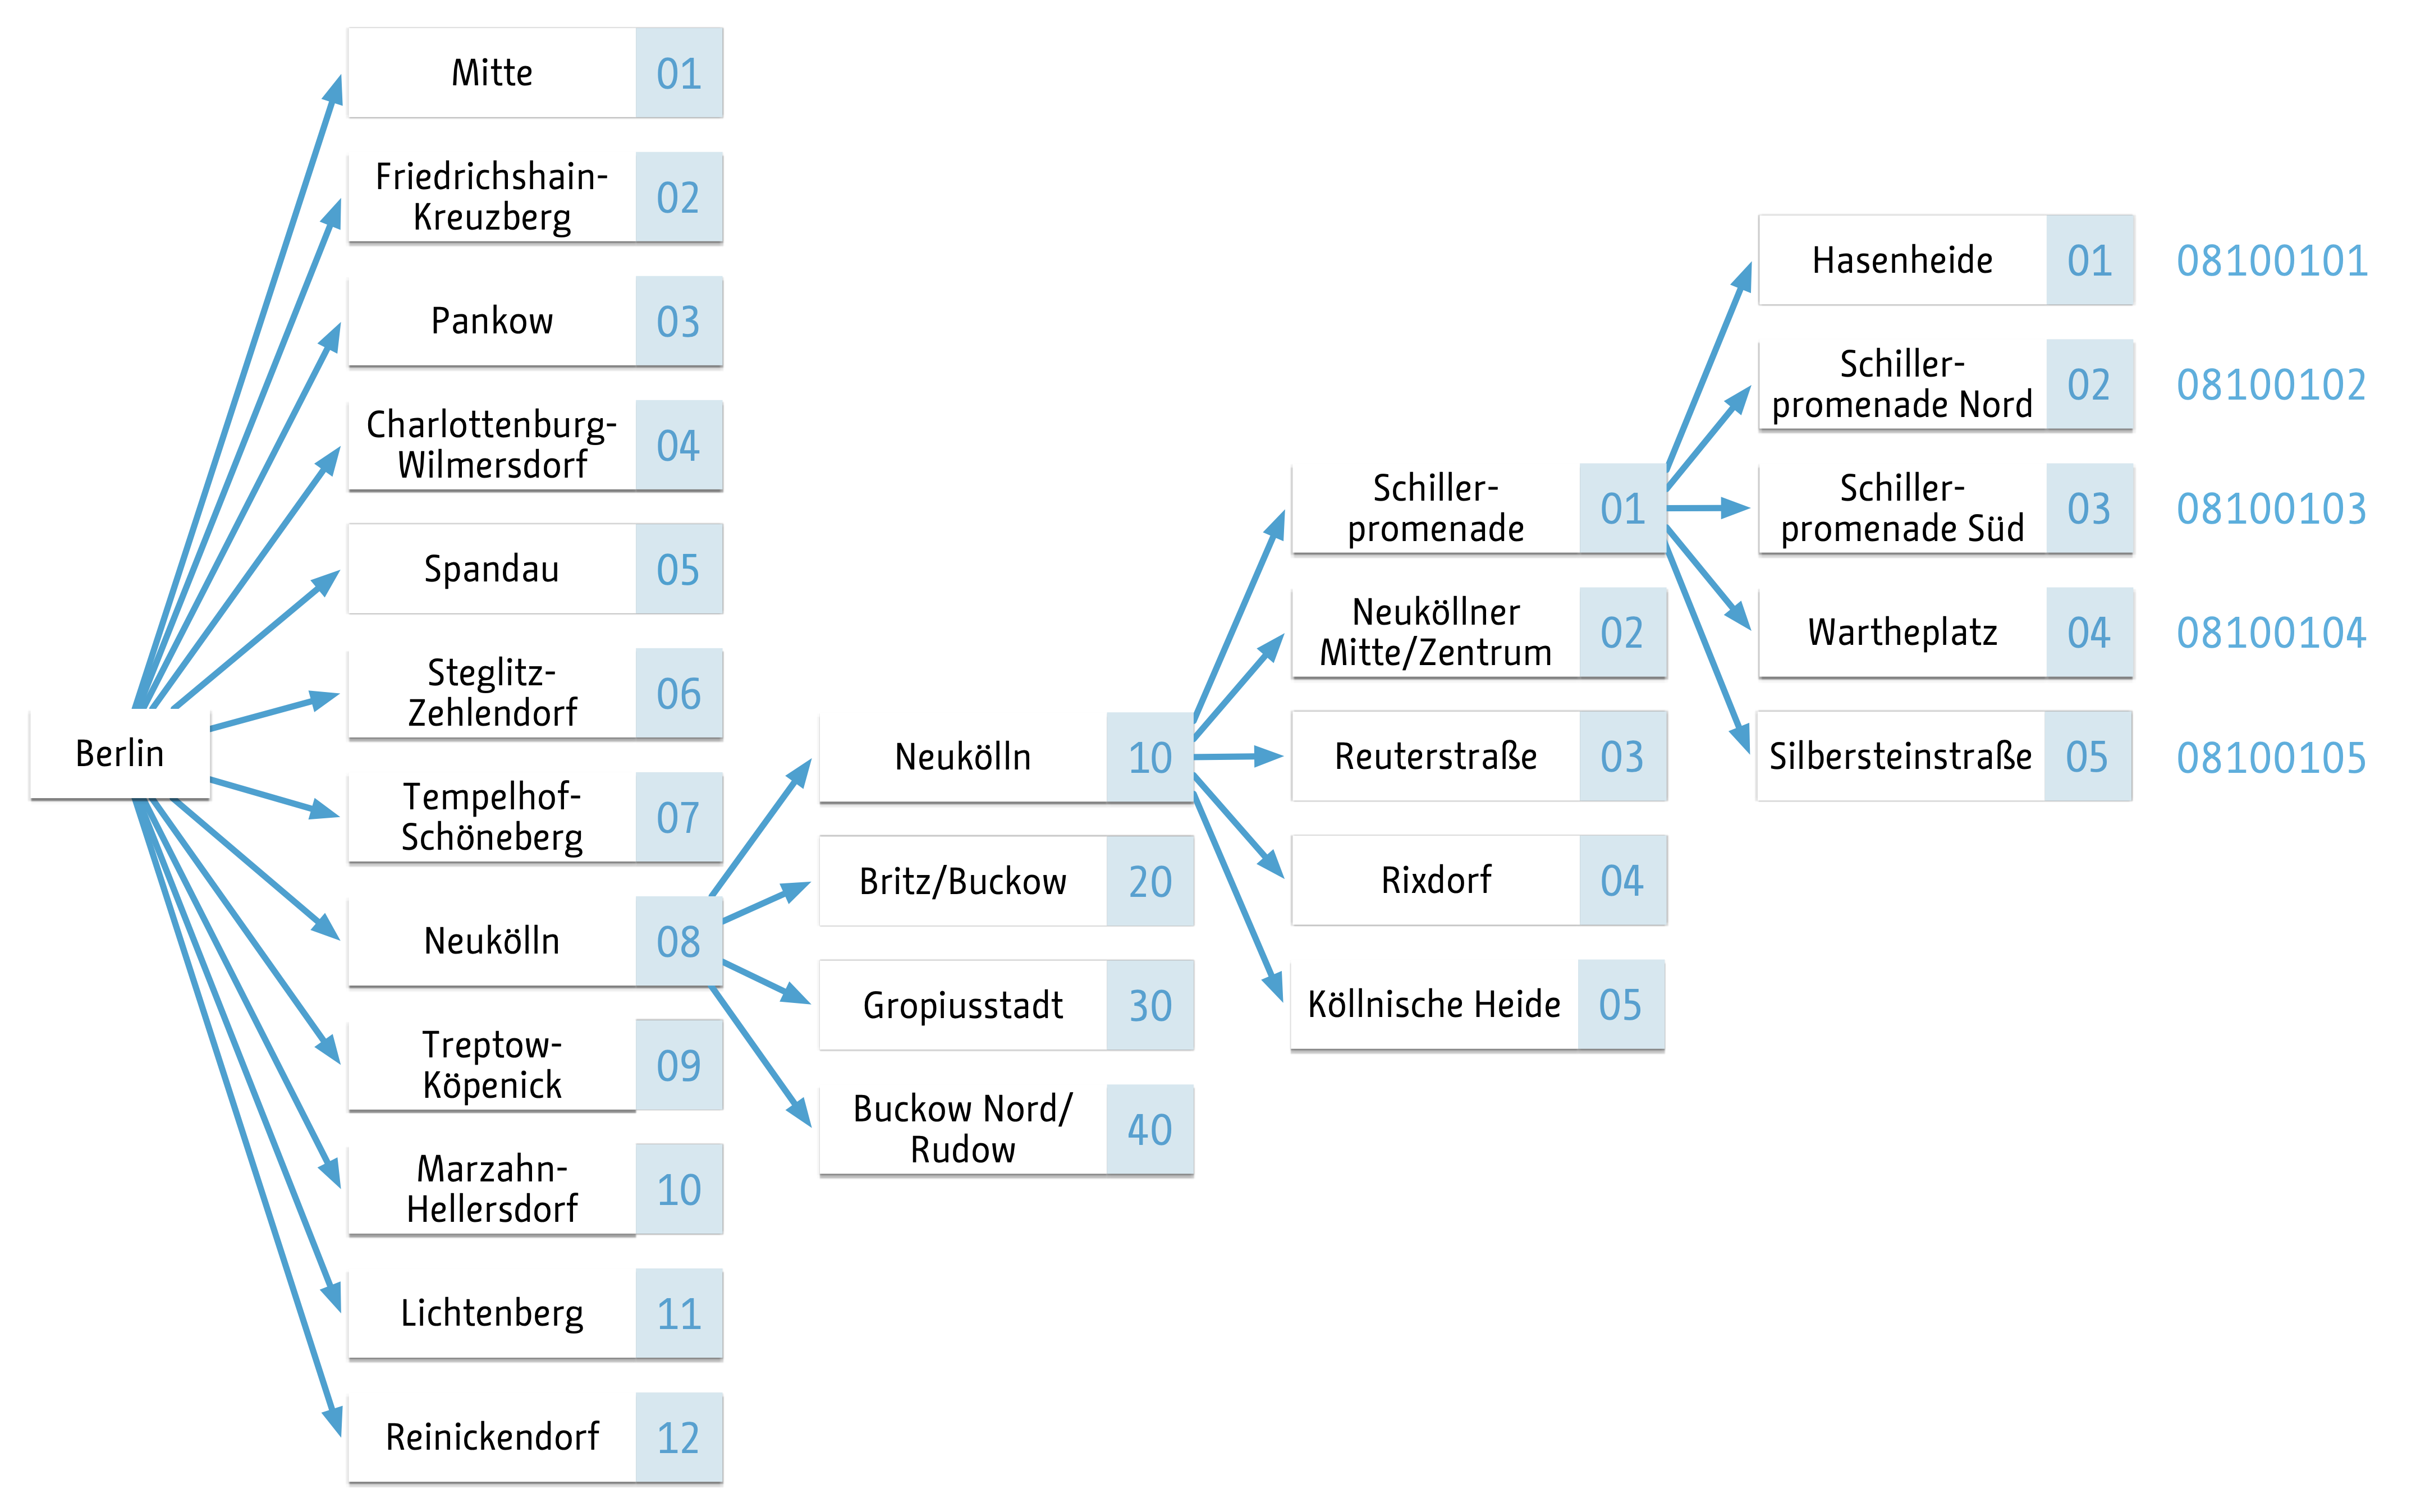 Berlin
Mitte 01
Friedrichshain-
Kreuzberg 02
Pankow 03
Charlottenburg-
Wilmersdorf 04
Spandau 05
Steglitz-
Zehlendorf 06
Tempelhof-
Schöneberg 07
Neukölln 08
Treptow-
Köpenick 09
Marzahn-
Hellersdorf 10
Lichtenberg 11
Reinickendorf 12
Neukölln 10
Britz/Buckow 20
Gropiusstadt 30
Buckow Nord/
Rudow 40
Schiller-
promenade 01
Neuköllner
Mitte/Zentrum 02
Reuterstraße 03
Rixdorf 04
Köllnische Heide 05
Hasenheide 01 08100101
Schiller-
promenade Nord 02 08100102
Schiller-
promenade Süd 03 08100103
Wartheplatz 04 08100104
Silbersteinstraße 05 08100105